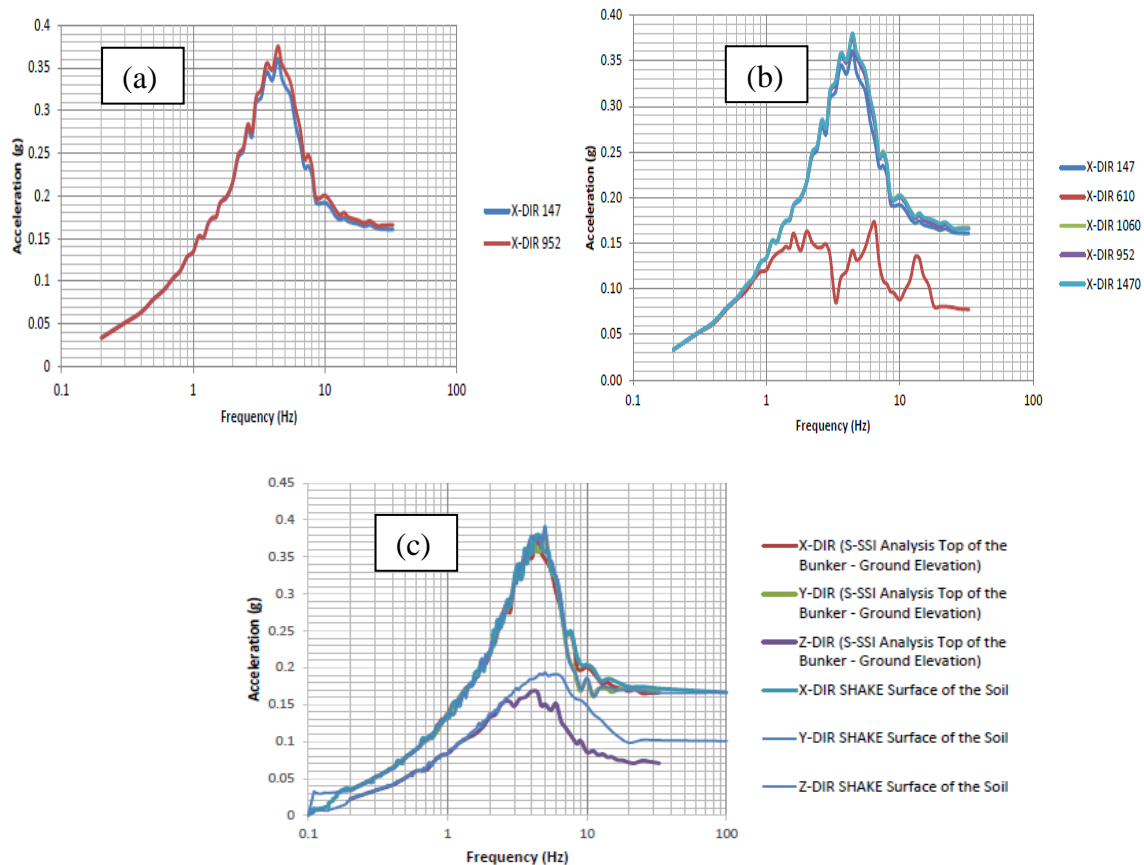 (a)
0.4
0.35
0.3
0.25
0.2
0.15
0.1
0.05
0
Acceleration (g)
0.1 1 10 100
Frequency (Hz)
X-DIR 147
X-DIR 952
(b)
0.40
0.35
0.30
0.25
0.20
0.15
0.10
0.05
0.00
Acceleration (g)
0.1 1 10 100
Frequency (Hz)
X-DIR 147
X-DIR 610
X-DIR 1060
X-DIR 952
X-DIR 1470
(c)
0.45
0.4
0.35
0.3
0.25
0.2
0.15
0.1
0.05
0
Acceleration (g)
0.1 1 10 100
Frequency (Hz)
X-DIR (S-SSI Analysis Top of the
Bunker - Ground Elevation)
Y-DIR (S-SSI Analysis Top of the
Bunker - Ground Elevation)
Z-DIR (S-SSI Analysis Top of the
Bunker - Ground Elevation)
X-DIR SHAKE Surface of the Soil
Y-DIR SHAKE Surface of the Soil
Z-DIR SHAKE Surface of the Soil